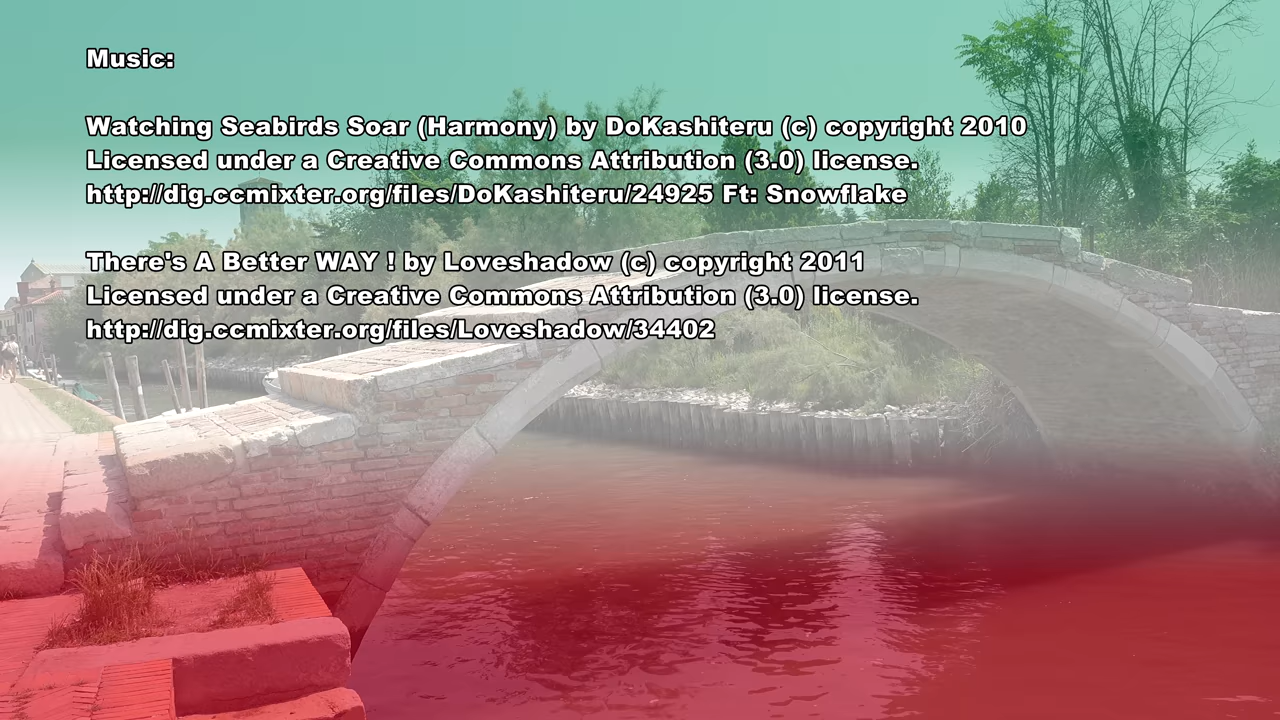 Music:
Watching Seabirds Soar (Harmony) by DoKashiteru (c) copyright 2010
Licensed under a Creative Commons Attribution (3.0) license.
http://dig.ccmixter.org/files/DoKashiteru/24925 Ft: Snowflake
There's A Better WAY ! by Loveshadow (c) copyright 2011
Licensed under a Creative Commons Attribution (3.0) license.
http://dig.ccmixter.org/files/Loveshadow/34402